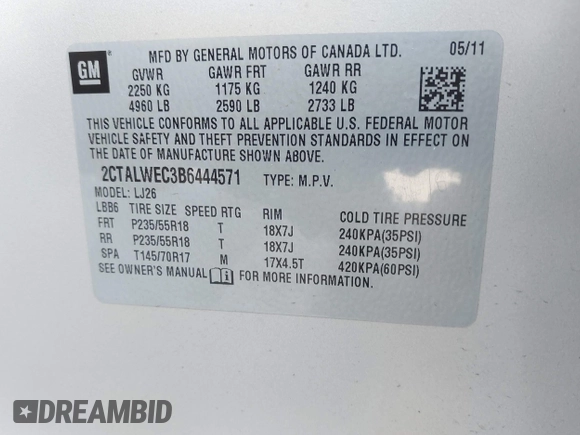 GM
MFD BY GENERAL MOTORS OF CANADA LTD. 05/11
GVWR GAWR FRT GAWR RR
2250 KG 1175 KG 1240 KG
4960 LB 2590 LB 2733 LB
THIS VEHICLE CONFORMS TO ALL APPLICABLE U.S. FEDERAL MOTOR
VEHICLE SAFETY AND THEFT PREVENTION STANDARDS IN EFFECT ON
THE DATE OF MANUFACTURE SHOWN ABOVE.
2CTALWEC3B6444571 TYPE: M.P.V.
MODEL: LJ26
LBB6 TIRE SIZE SPEED RTG RIM COLD TIRE PRESSURE
FRT P235/55R18 T 18X7J 240KPA(35PSI)
RR P235/55R18 T 18X7J 240KPA(35PSI)
SPA T145/70R17 M 17X4.5T 420KPA(60PSI)
SEE OWNER'S MANUAL i FOR MORE INFORMATION.
DREAMBID